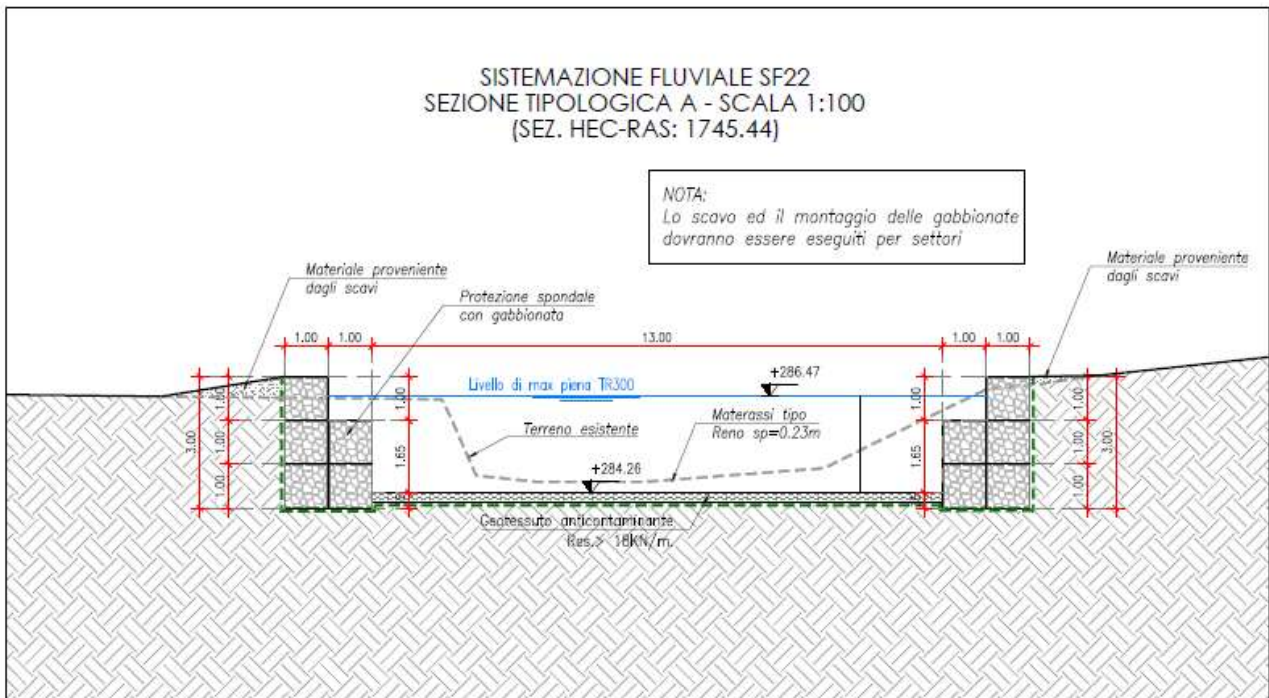 SISTEMAZIONE FLUVIALE SF22
SEZIONE TIPOLOGICA A - SCALA 1:100
(SEZ. HEC-RAS: 1745.44)
NOTA:
Lo scavo ed il montaggio delle gabbionate
dovranno essere eseguiti per settori
Materiale proveniente
dagli scavi
Materiale proveniente
dagli scavi
Protezione spondale
con gabbionata
1.00 1.00 13.00 1.00 1.00
+286.47
Livello di max piena TR300
Materassi tipo
Reno sp=0.23m
Terreno esistente
+284.26
3.00
1.00
1.00
1.00
1.00
1.65
1.00
1.65
1.00
1.00
1.00
3.00
Geotessuto anticontaminante
Res.> 18KN/m.